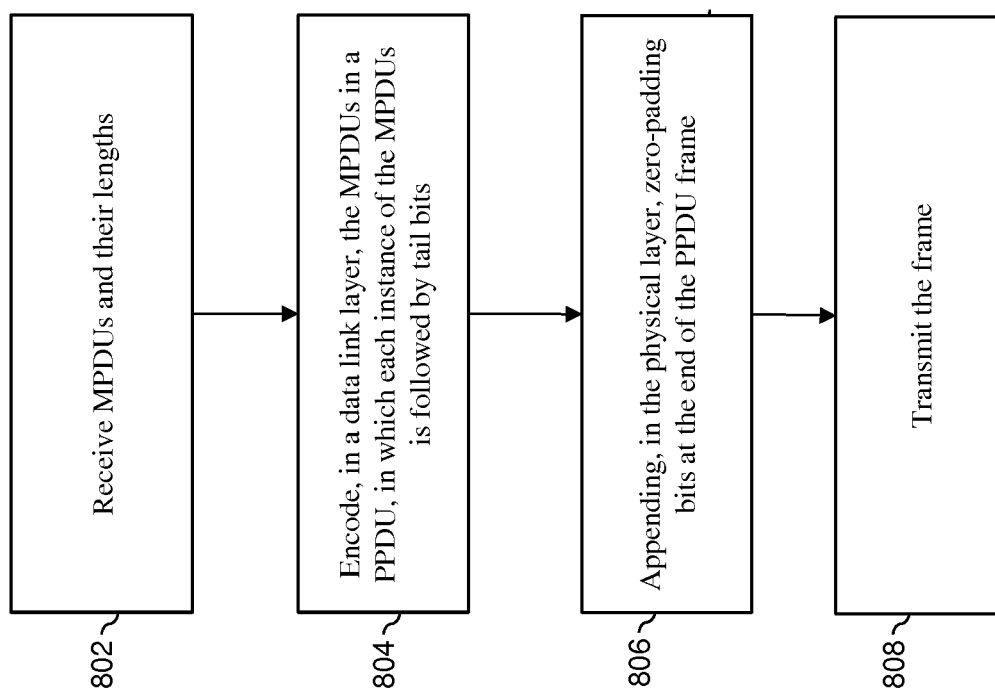 802
Receive MPDUs and their lengths
804
Encode, in a data link layer, the MPDUs in a
PPDU, in which each instance of the MPDUs
is followed by tail bits
806
Appending, in the physical layer, zero-padding
bits at the end of the PPDU frame
808
Transmit the frame